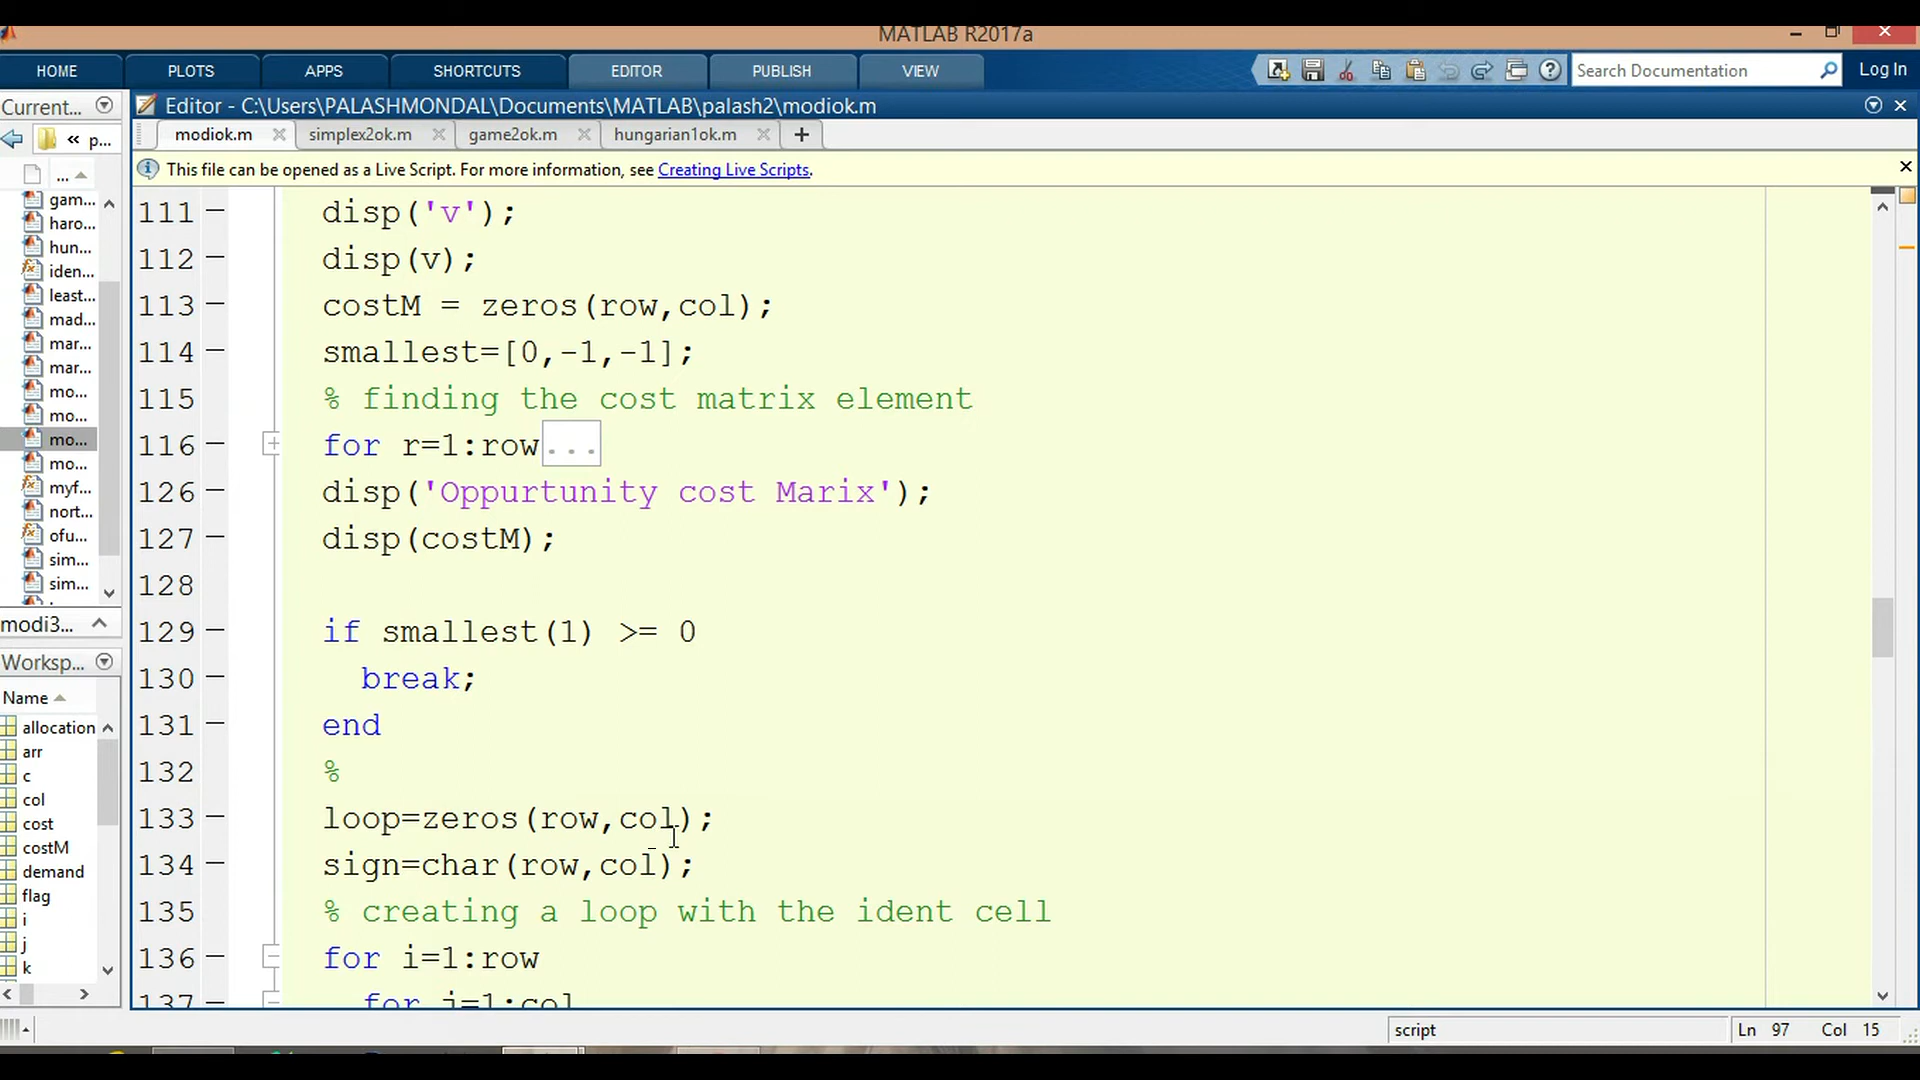 MATLAB R2017a
HOME PLOTS APPS SHORTCUTS EDITOR PUBLISH VIEW Search Documentation Log In
Current... Editor - C:\Users\PALASHMONDAL\Documents\MATLAB\palash2\modiok.m
« p... modiok.m simplex2ok.m game2ok.m hungarian1ok.m
This file can be opened as a Live Script. For more information, see Creating Live Scripts.
...
gam...
haro...
hun...
iden...
least...
mad...
mar...
mar...
mo...
mo...
mo...
mo...
myf...
nort...
ofu...
sim...
sim...
modi3...
Worksp...
Name
allocation
arr
c
col
cost
costM
demand
flag
i
j
k
111 disp('v');
112 disp(v);
113 costM = zeros(row,col);
114 smallest=[0,-1,-1];
115 % finding the cost matrix element
116 for r=1:row...
126 disp('Oppurtunity cost Marix');
127 disp(costM);
128
129 if smallest(1) >= 0
130 break;
131 end
132 %
133 loop=zeros(row,col);
134 sign=char(row,col);
135 % creating a loop with the ident cell
136 for i=1:row
137 for j=1:col
script Ln 97 Col 15